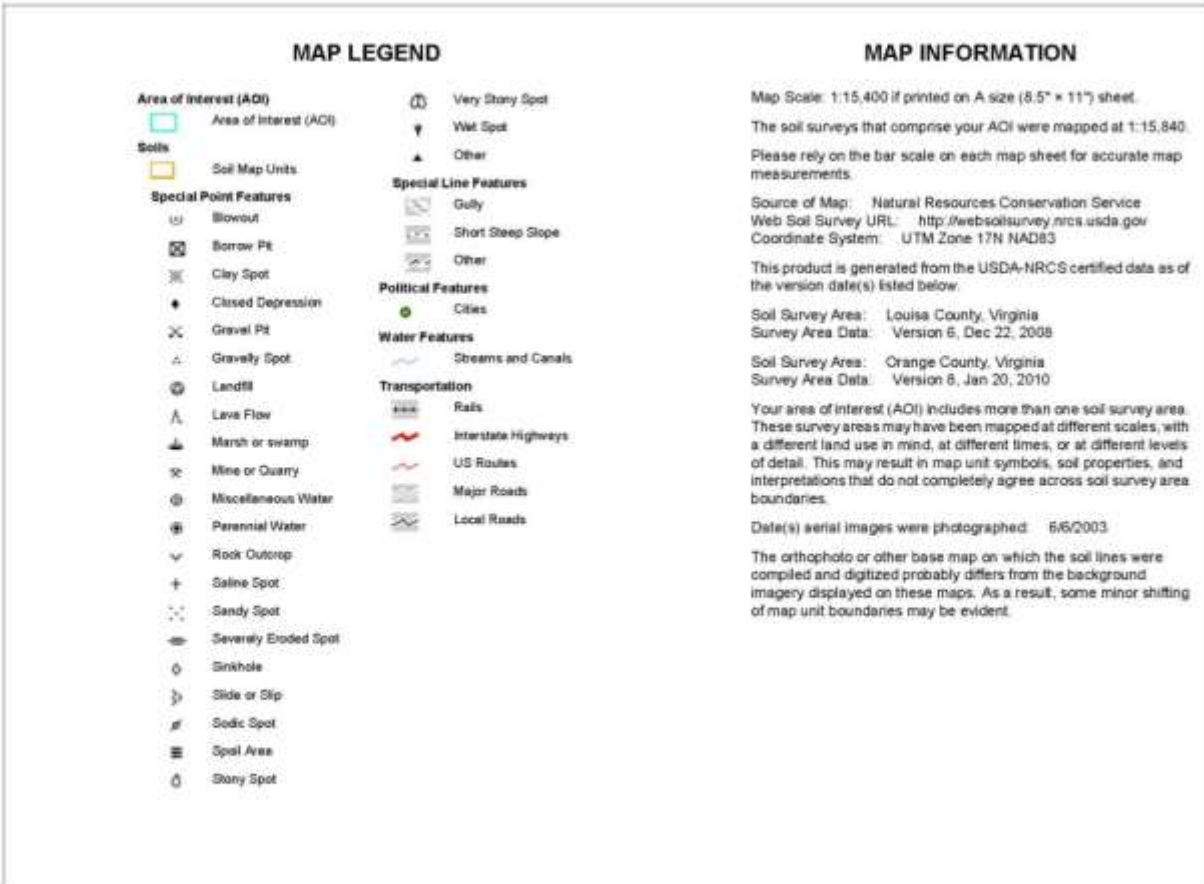 MAP LEGEND
Area of Interest (AOI)
Area of Interest (AOI)
Soils
Soil Map Units
Special Point Features
Blowout
Borrow Pit
Clay Spot
Closed Depression
Gravel Pit
Gravelly Spot
Landfill
Lava Flow
Marsh or swamp
Mine or Quarry
Miscellaneous Water
Perennial Water
Rock Outcrop
Saline Spot
Sandy Spot
Severely Eroded Spot
Sinkhole
Slide or Slip
Sodic Spot
Spoil Area
Stony Spot
Very Stony Spot
Wet Spot
Other
Special Line Features
Gully
Short Steep Slope
Other
Political Features
Cities
Water Features
Streams and Canals
Transportation
Rails
Interstate Highways
US Routes
Major Roads
Local Roads
MAP INFORMATION
Map Scale: 1:15,400 if printed on A size (8.5" × 11") sheet.
The soil surveys that comprise your AOI were mapped at 1:15,840.
Please rely on the bar scale on each map sheet for accurate map
measurements.
Source of Map: Natural Resources Conservation Service
Web Soil Survey URL: http://websoilsurvey.nrcs.usda.gov
Coordinate System: UTM Zone 17N NAD83
This product is generated from the USDA-NRCS certified data as of
the version date(s) listed below.
Soil Survey Area: Louisa County, Virginia
Survey Area Data: Version 6, Dec 22, 2008
Soil Survey Area: Orange County, Virginia
Survey Area Data: Version 8, Jan 20, 2010
Your area of interest (AOI) includes more than one soil survey area.
These survey areas may have been mapped at different scales, with
a different land use in mind, at different times, or at different levels
of detail. This may result in map unit symbols, soil properties, and
interpretations that do not completely agree across soil survey area
boundaries.
Date(s) aerial images were photographed: 6/6/2003
The orthophoto or other base map on which the soil lines were
compiled and digitized probably differs from the background
imagery displayed on these maps. As a result, some minor shifting
of map unit boundaries may be evident.